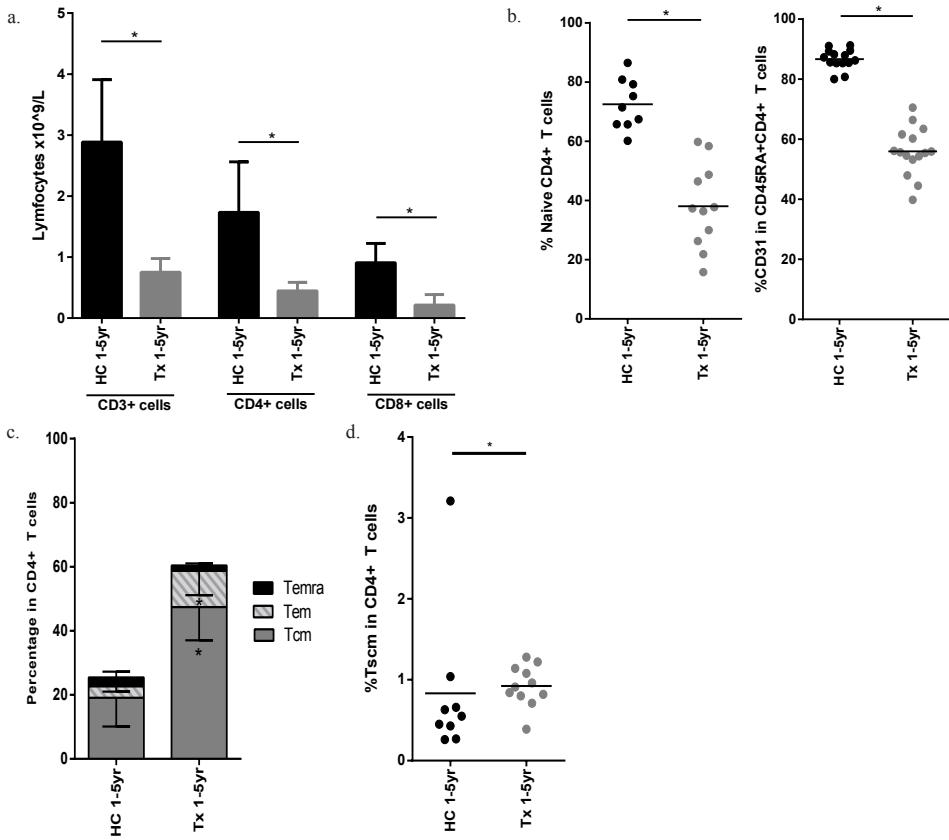 a.
*
*
*
Lymfocytes x10^9/L
5
4
3
2
1
0
HC 1-5yr
Tx 1-5yr
HC 1-5yr
Tx 1-5yr
HC 1-5yr
Tx 1-5yr
CD3+ cells
CD4+ cells
CD8+ cells
b.
*
% Naive CD4+ T cells
100
80
60
40
20
0
HC 1-5yr
Tx 1-5yr
*
%CD31 in CD45RA+CD4+ T cells
100
80
60
40
20
0
HC 1-5yr
Tx 1-5yr
c.
Percentage in CD4+ T cells
100
80
60
40
20
0
*
*
HC 1-5yr
Tx 1-5yr
Temra
Tem
Tcm
d.
*
%Tscm in CD4+ T cells
4
3
2
1
0
HC 1-5yr
Tx 1-5yr